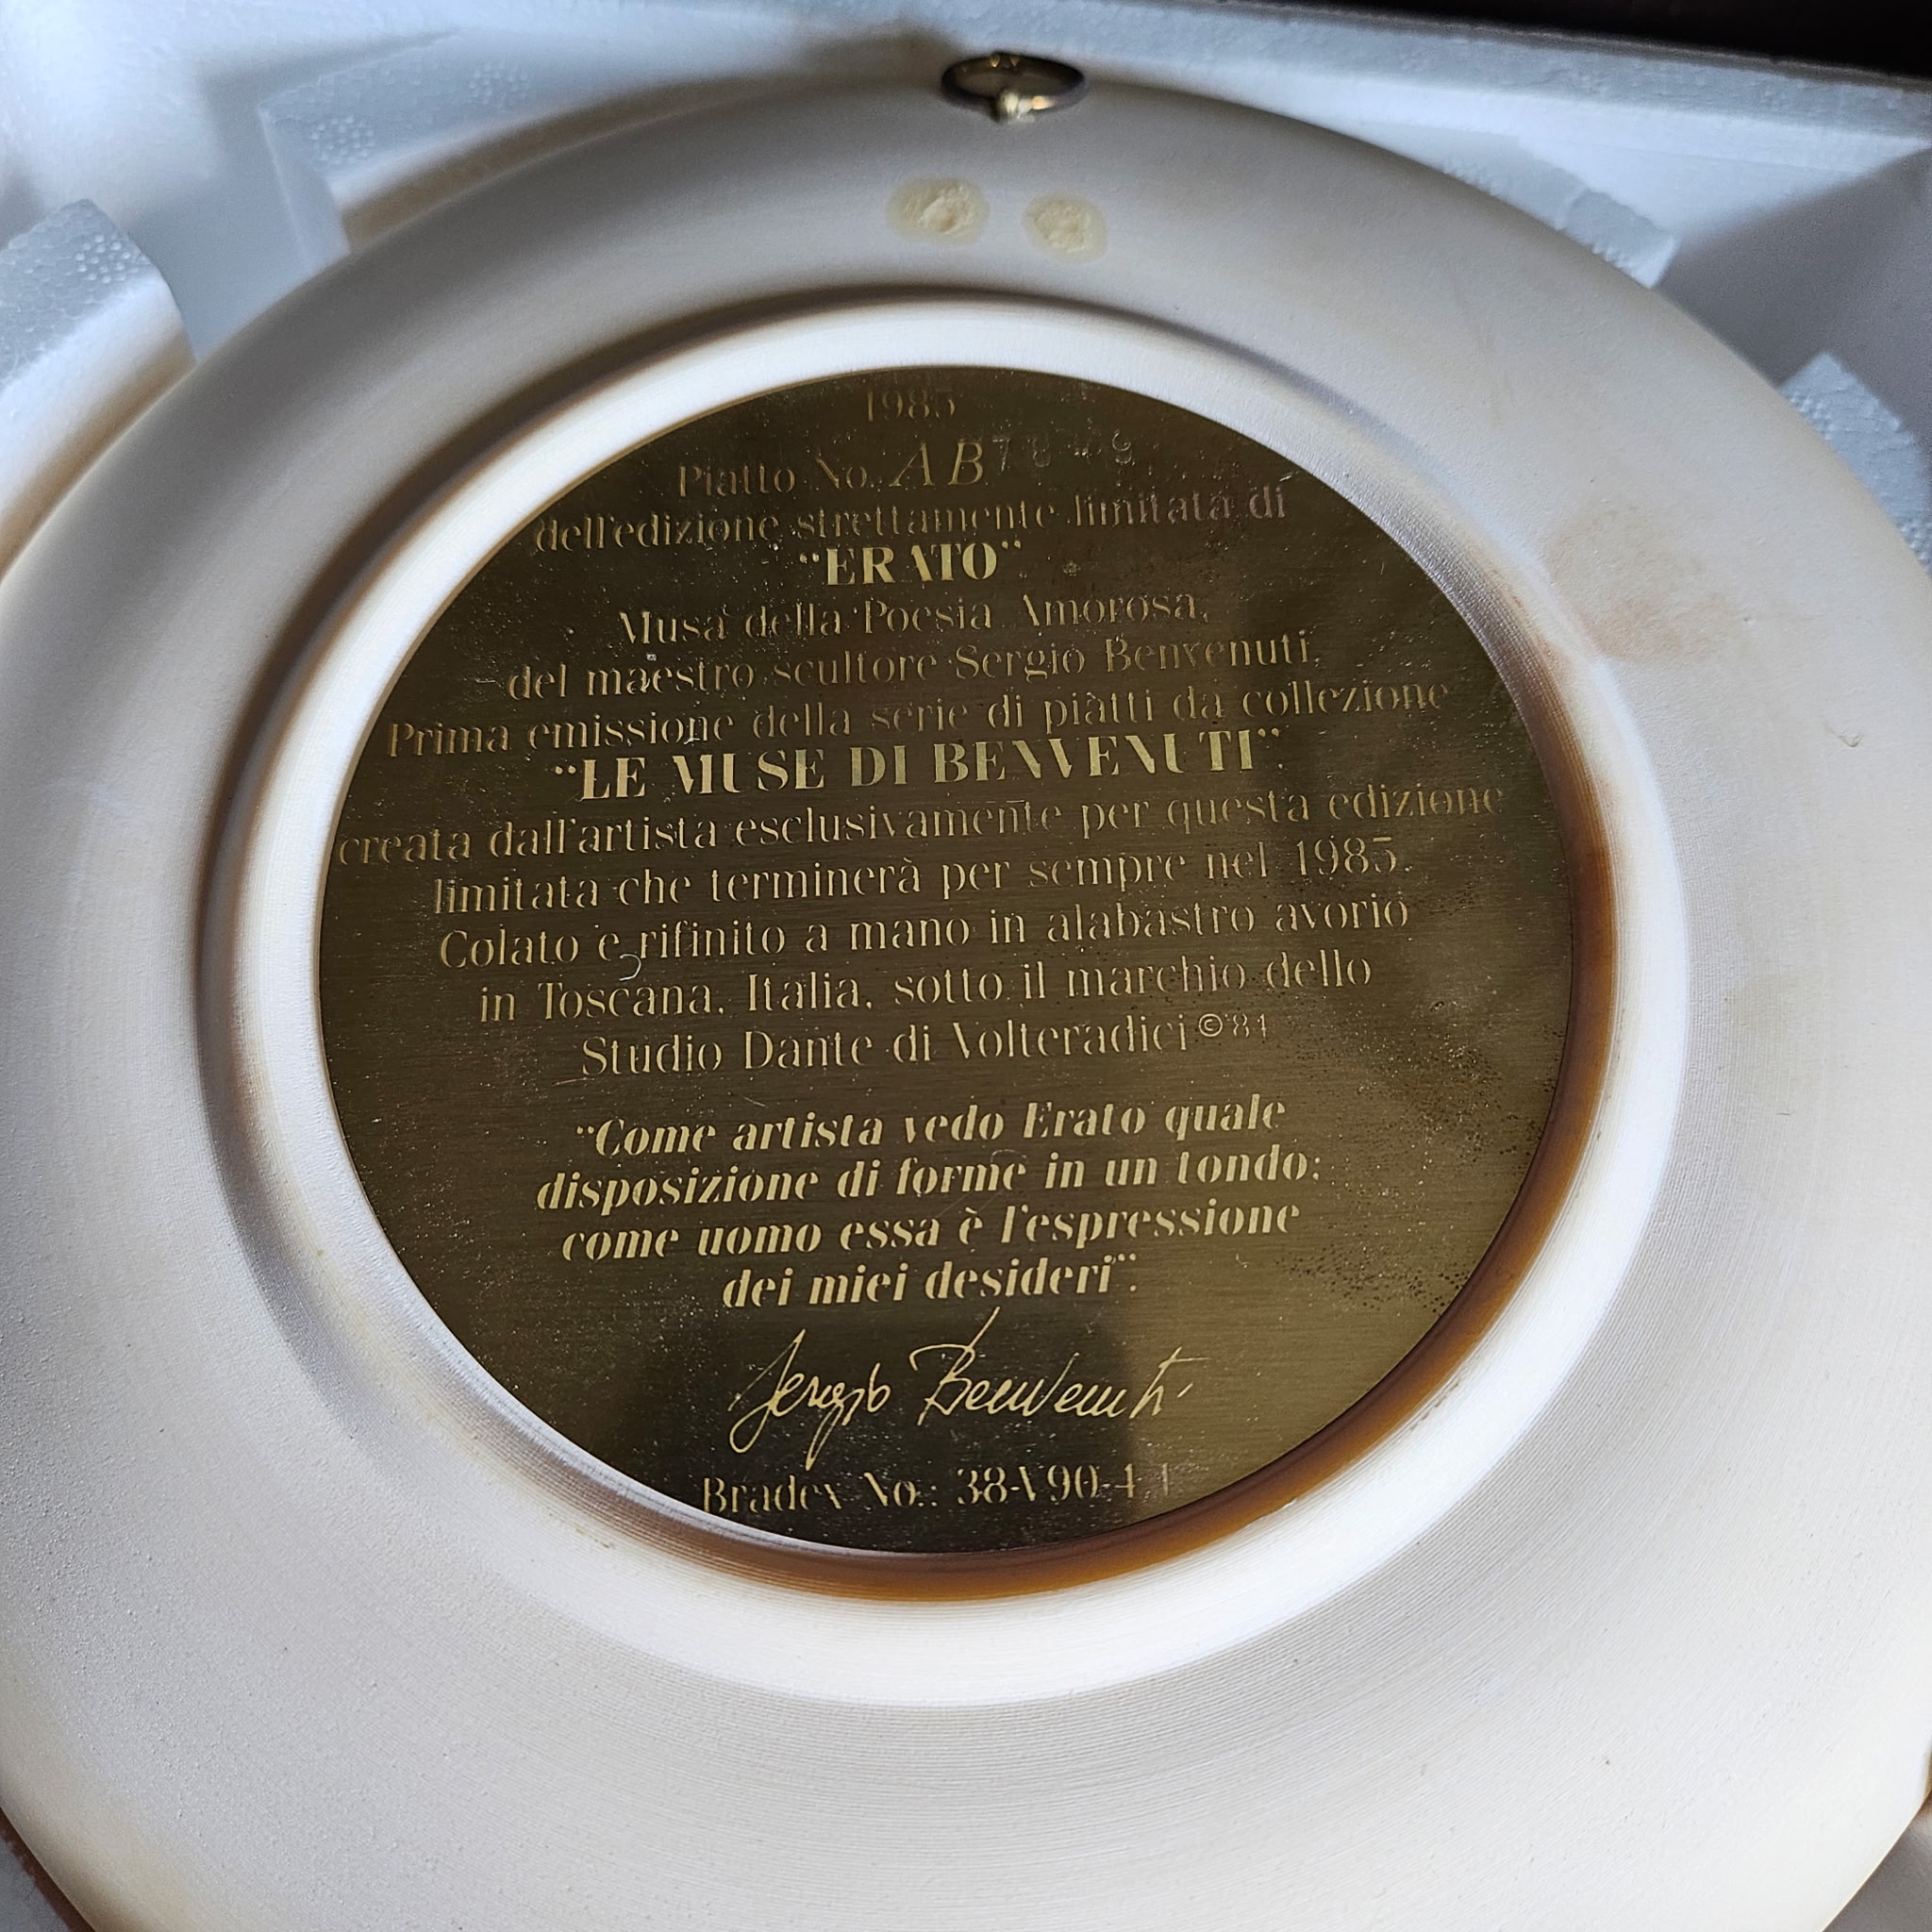 1985
Piatto No. AB
dell'edizione strettamente limitata di
"ERATO"
Musa della Poesia Amorosa,
del maestro scultore Sergio Benvenuti.
Prima emissione della serie di piatti da collezione
"LE MUSE DI BENVENUTI".
creata dall'artista esclusivamente per questa edizione
limitata che terminerà per sempre nel 1985.
Colato e rifinito a mano in alabastro avorio
in Toscana, Italia, sotto il marchio dello
Studio Dante di Volteradici © '84
"Come artista vedo Erato quale
disposizione di forme in un tondo;
come uomo essa è l'espressione
dei miei desideri".
Sergio Benvenuti
Bradex No.: 38-V90-4.1